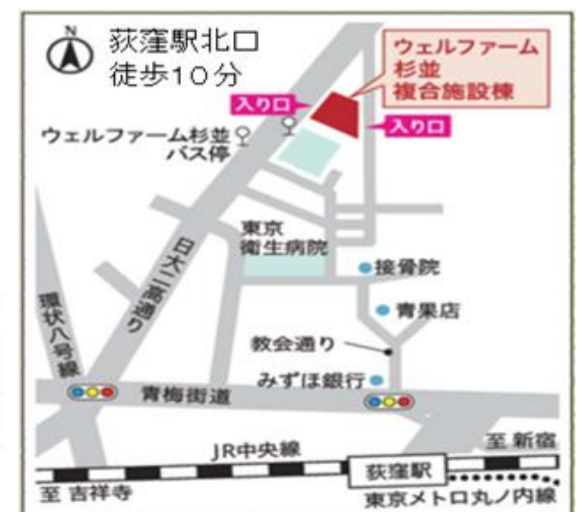 N
荻窪駅北口
徒歩10分
ウェルファーム
杉並
複合施設棟
入り口
入り口
ウェルファーム杉並
バス停
東京
衛生病院
日大二高通り
接骨院
環状八号線
青果店
教会通り
みずほ銀行
青梅街道
JR中央線
至 新宿
荻窪駅
至 吉祥寺
東京メトロ丸ノ内線